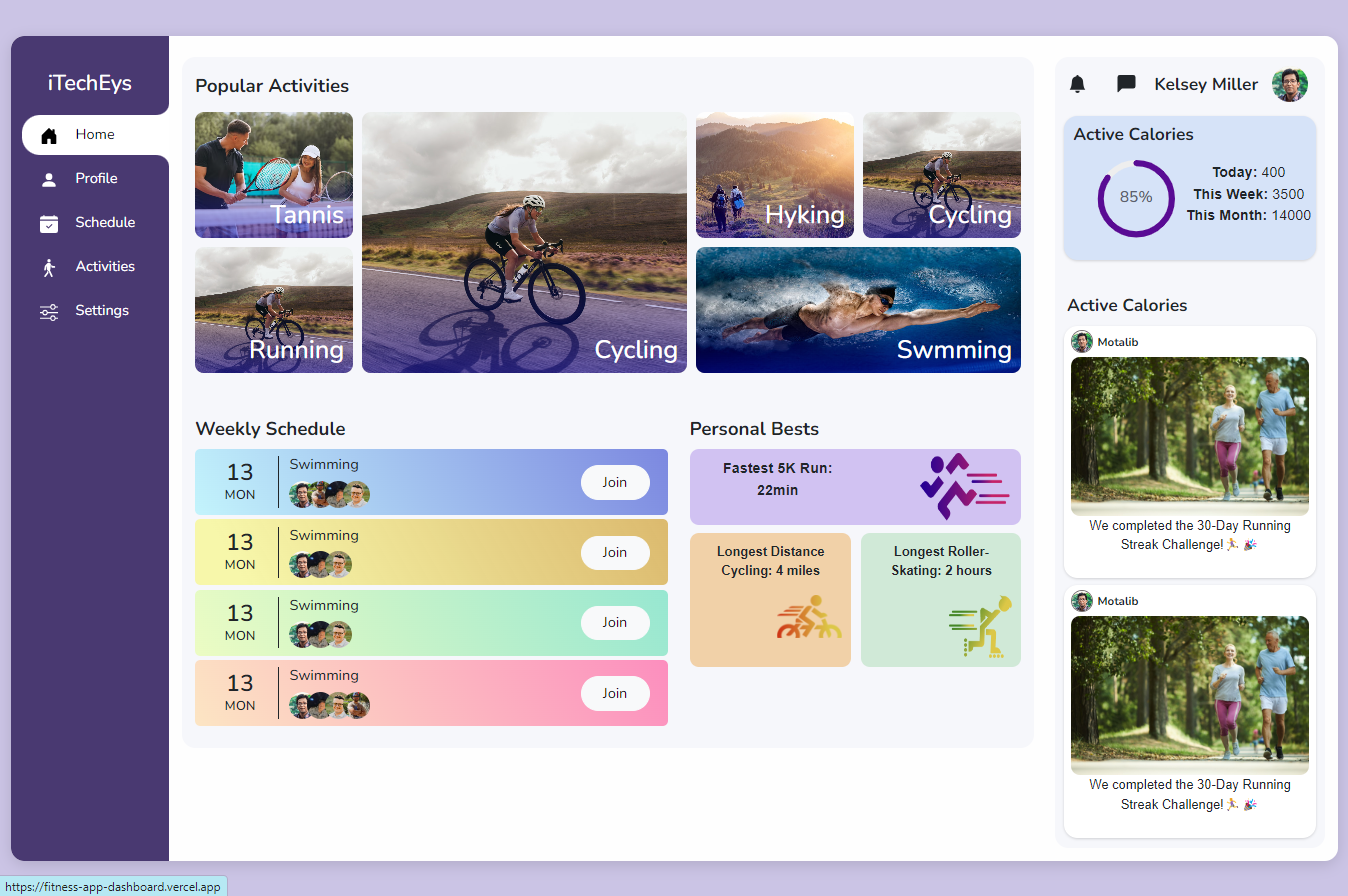 iTechEys
Home
Profile
Schedule
Activities
Settings
Popular Activities
Tannis
Cycling
Hyking
Cycling
Running
Swmming
Weekly Schedule
13
MON
Swimming
Join
13
MON
Swimming
Join
13
MON
Swimming
Join
13
MON
Swimming
Join
Personal Bests
Fastest 5K Run:
22min
Longest Distance
Cycling: 4 miles
Longest Roller-
Skating: 2 hours
Kelsey Miller
Active Calories
85%
Today: 400
This Week: 3500
This Month: 14000
Active Calories
Motalib
We completed the 30-Day Running
Streak Challenge!🏃 🎉
Motalib
We completed the 30-Day Running
Streak Challenge!🏃 🎉
https://fitness-app-dashboard.vercel.app